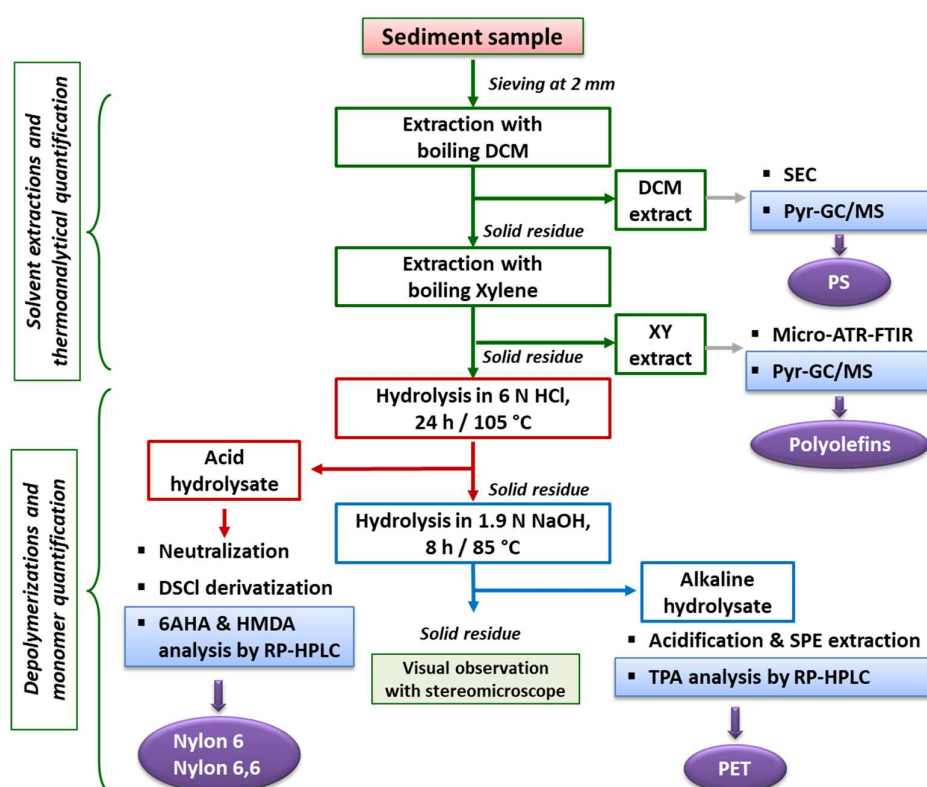 Sediment sample
Sieving at 2 mm
Solvent extractions and
thermoanalytical quantification
Extraction with
boiling DCM
DCM
extract
▪ SEC
▪ Pyr-GC/MS
PS
Solid residue
Extraction with
boiling Xylene
XY
extract
▪ Micro-ATR-FTIR
▪ Pyr-GC/MS
Polyolefins
Solid residue
Depolymerizations and
monomer quantification
Hydrolysis in 6 N HCl,
24 h / 105 °C
Acid
hydrolysate
Solid residue
▪ Neutralization
▪ DSCl derivatization
▪ 6AHA & HMDA
analysis by RP-HPLC
Nylon 6
Nylon 6,6
Hydrolysis in 1.9 N NaOH,
8 h / 85 °C
Solid residue
Visual observation
with stereomicroscope
Alkaline
hydrolysate
▪ Acidification & SPE extraction
▪ TPA analysis by RP-HPLC
PET